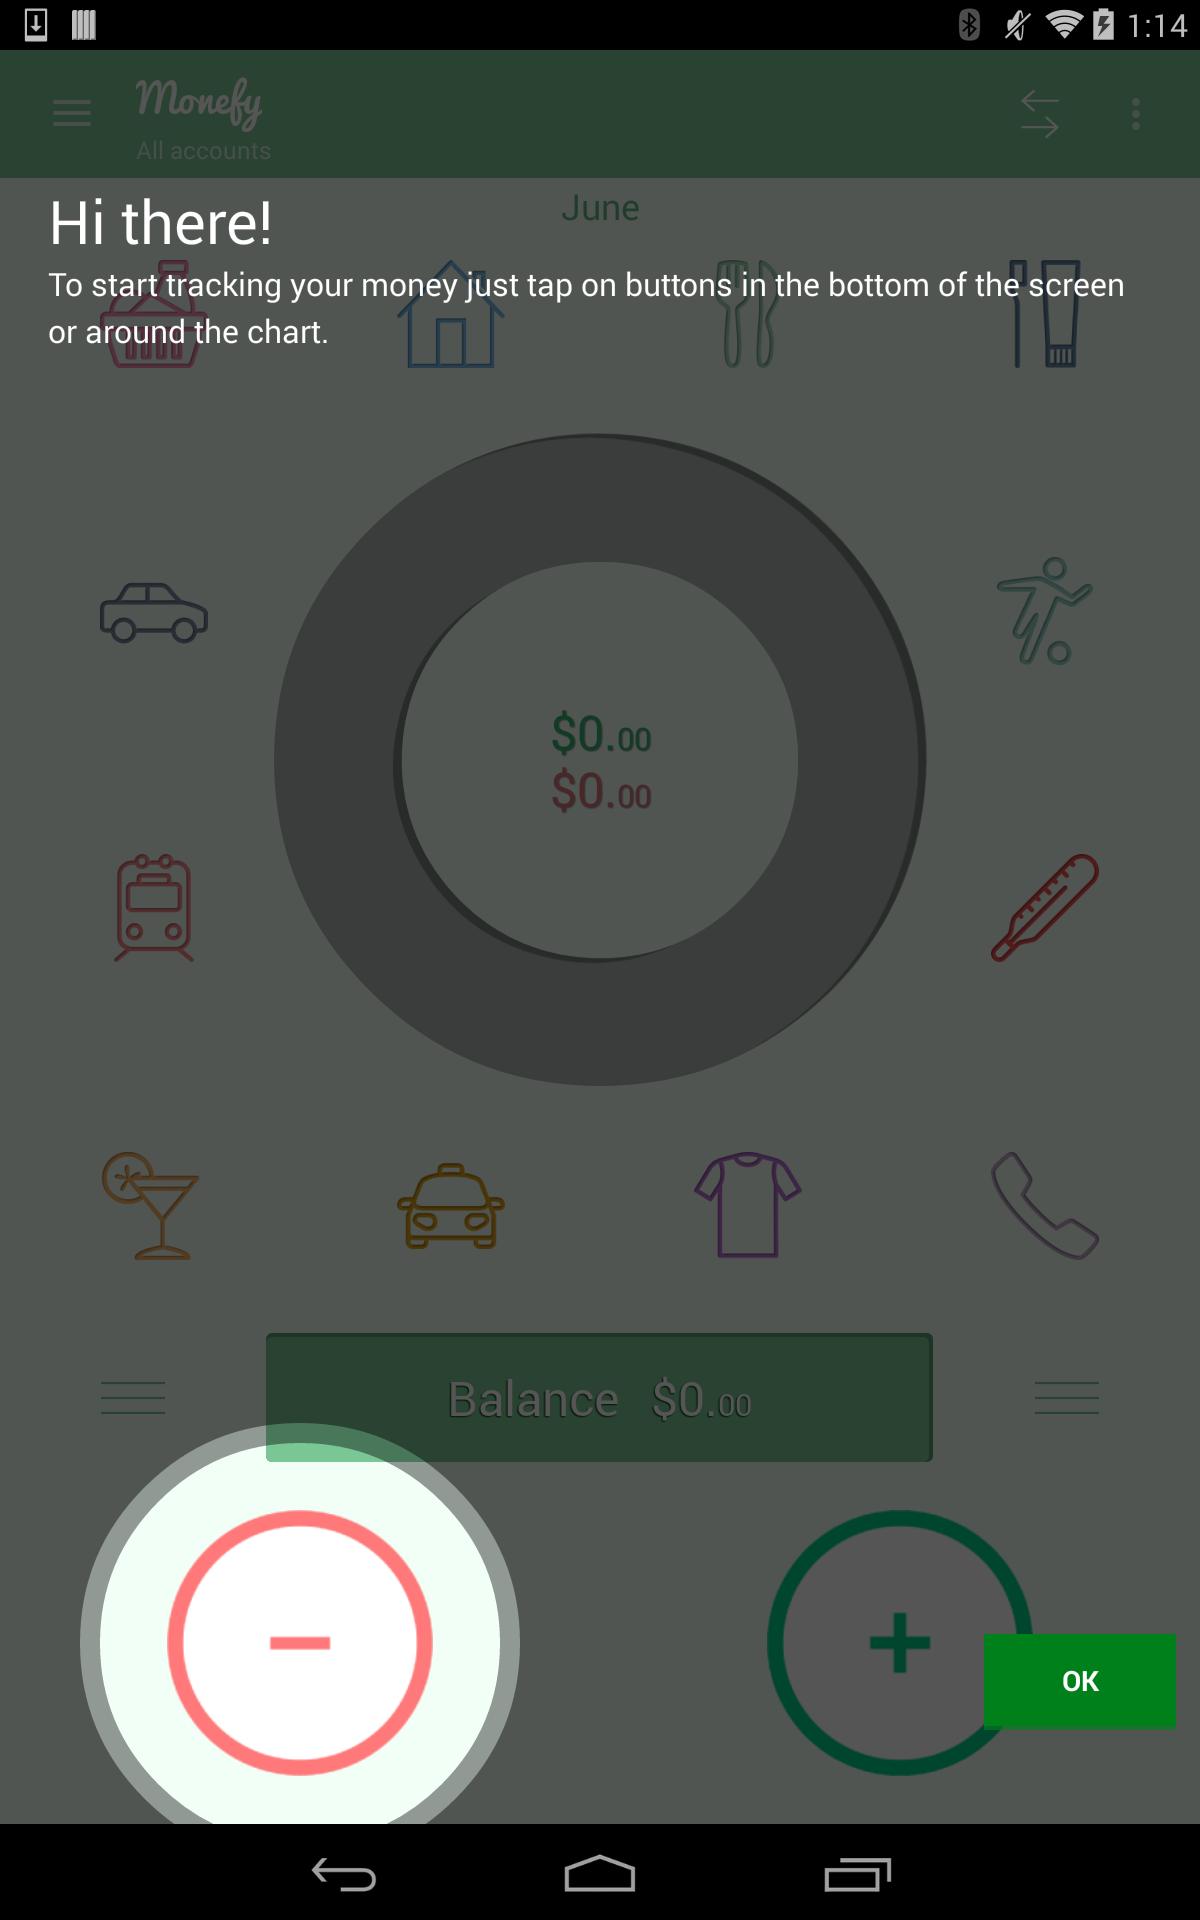 1:14
Monefy
All accounts
Hi there!
June
To start tracking your money just tap on buttons in the bottom of the screen
or around the chart.
$0.00
$0.00
Balance $0.00
OK